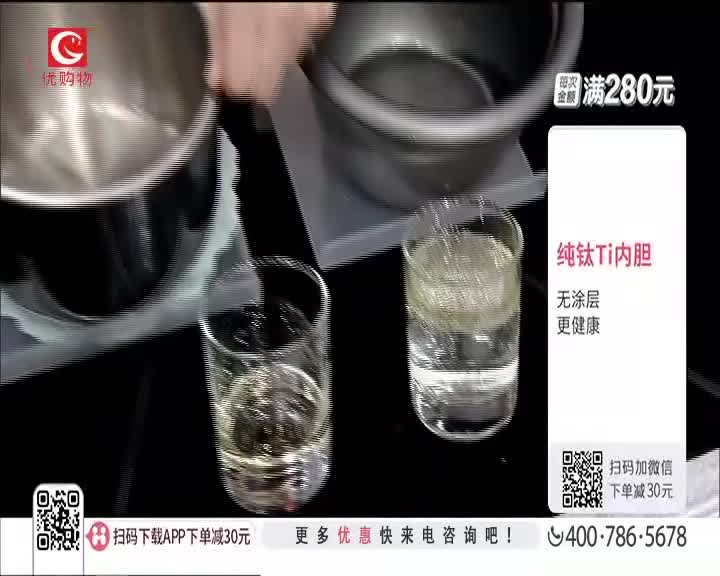 优购物
每次
金额
满280元
纯钛Ti内胆
无涂层
更健康
扫码加微信
下单减30元
扫码下载APP下单减30元
更多优惠快来电咨询吧!
400-786-5678